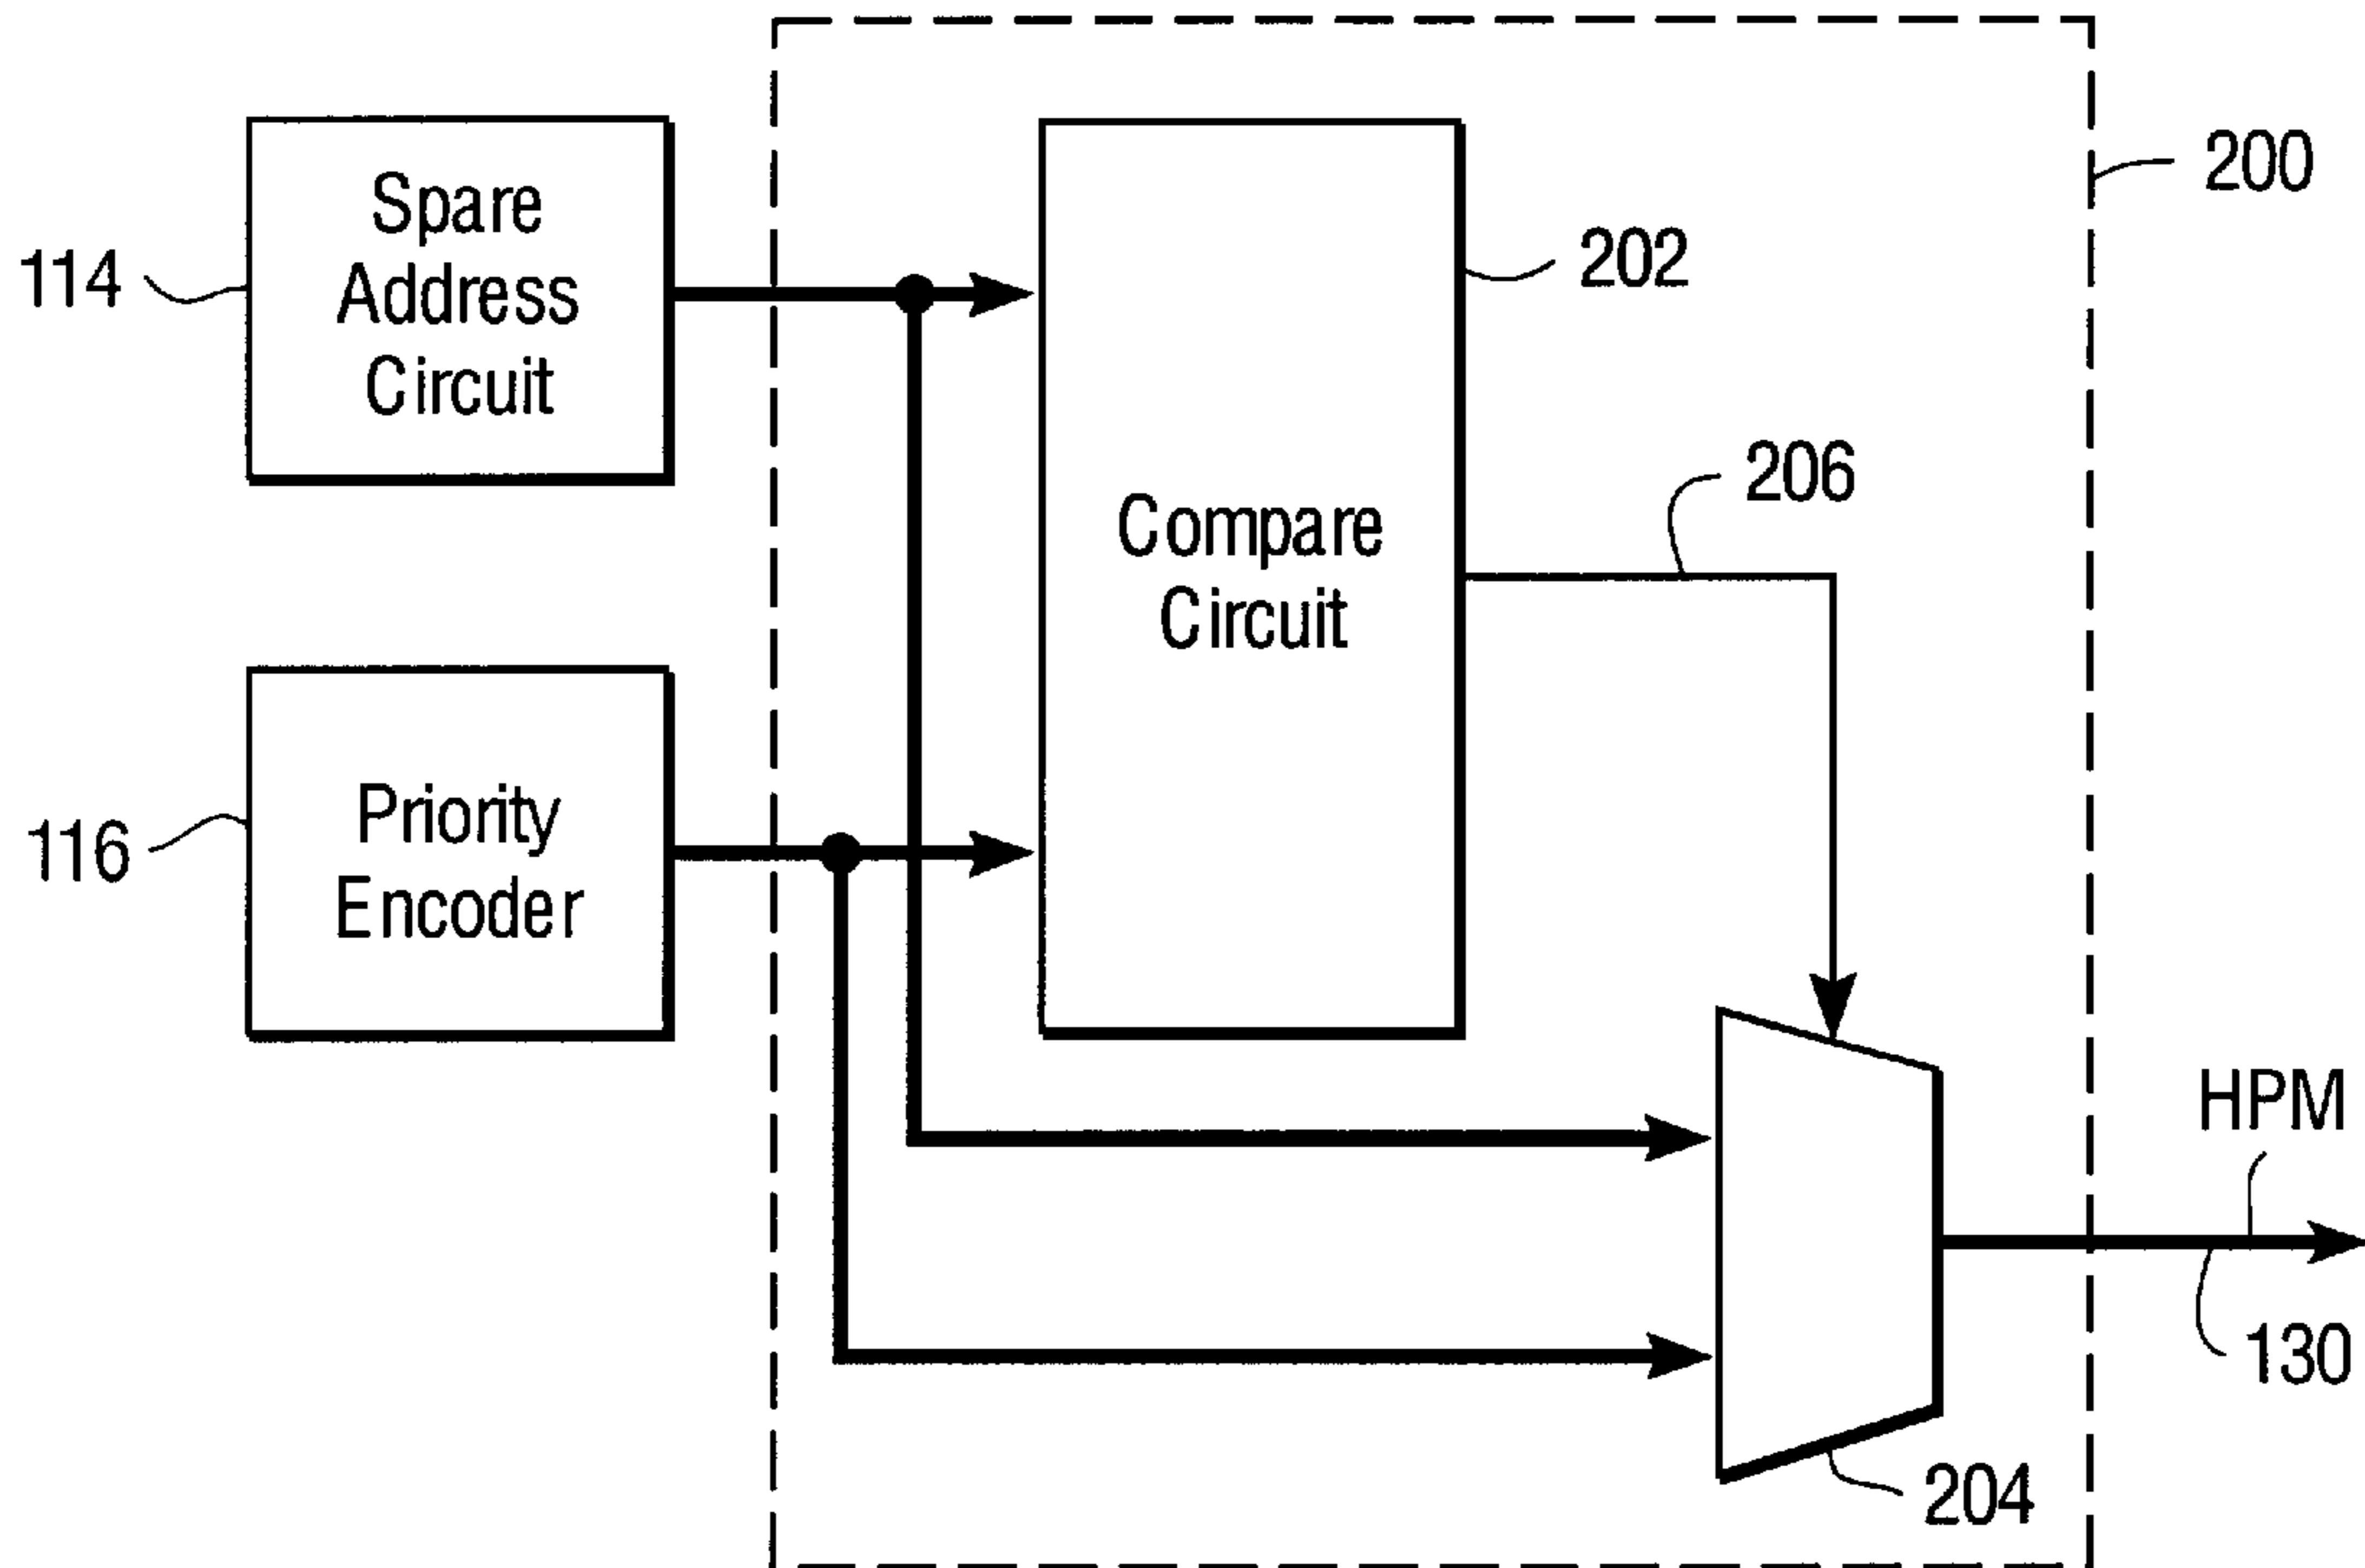 200
114
Spare
Address
Circuit
202
206
Compare
Circuit
116
Priority
Encoder
HPM
130
204